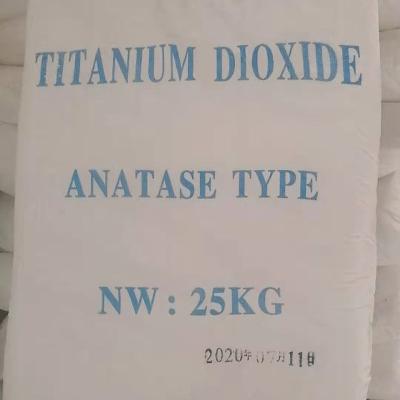 TITANIUM DIOXIDE
ANATASE TYPE
NW: 25KG
2020年07月11日